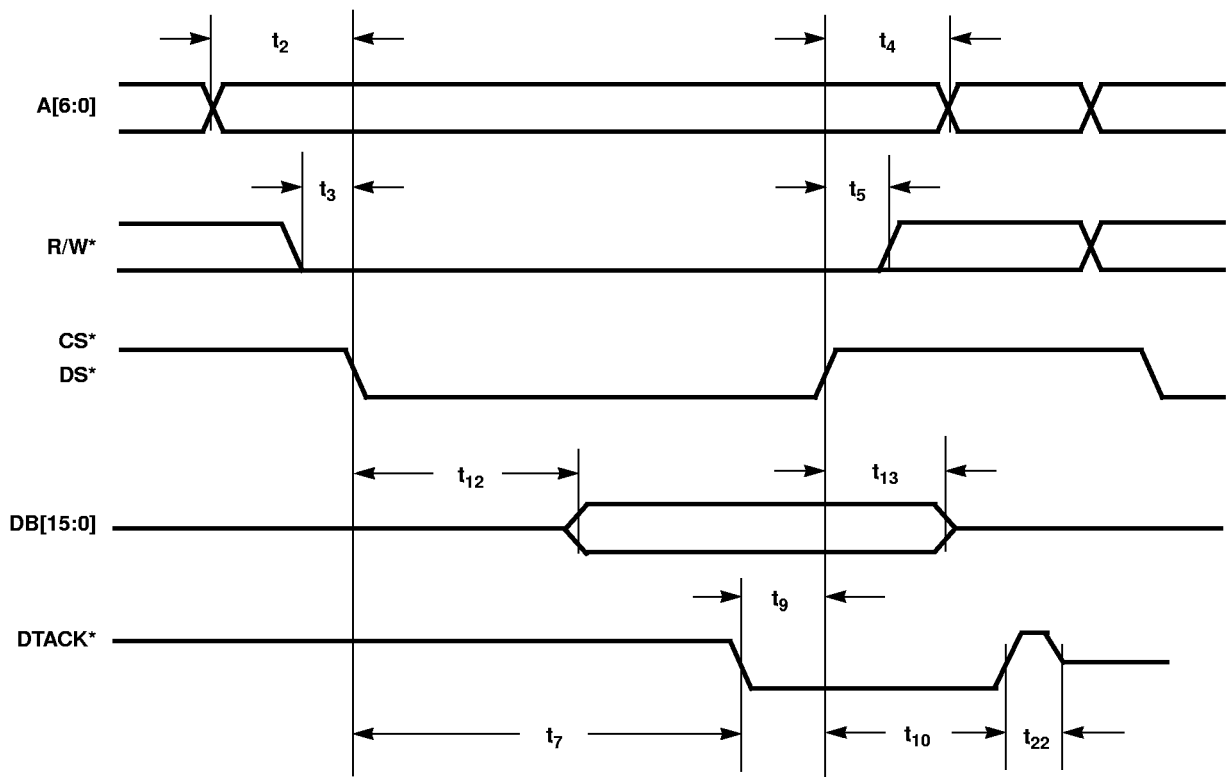 t2
t4
A[6:0]
t3
t5
R/W*
CS*
DS*
t12
t13
DB[15:0]
t9
DTACK*
t7
t10
t22